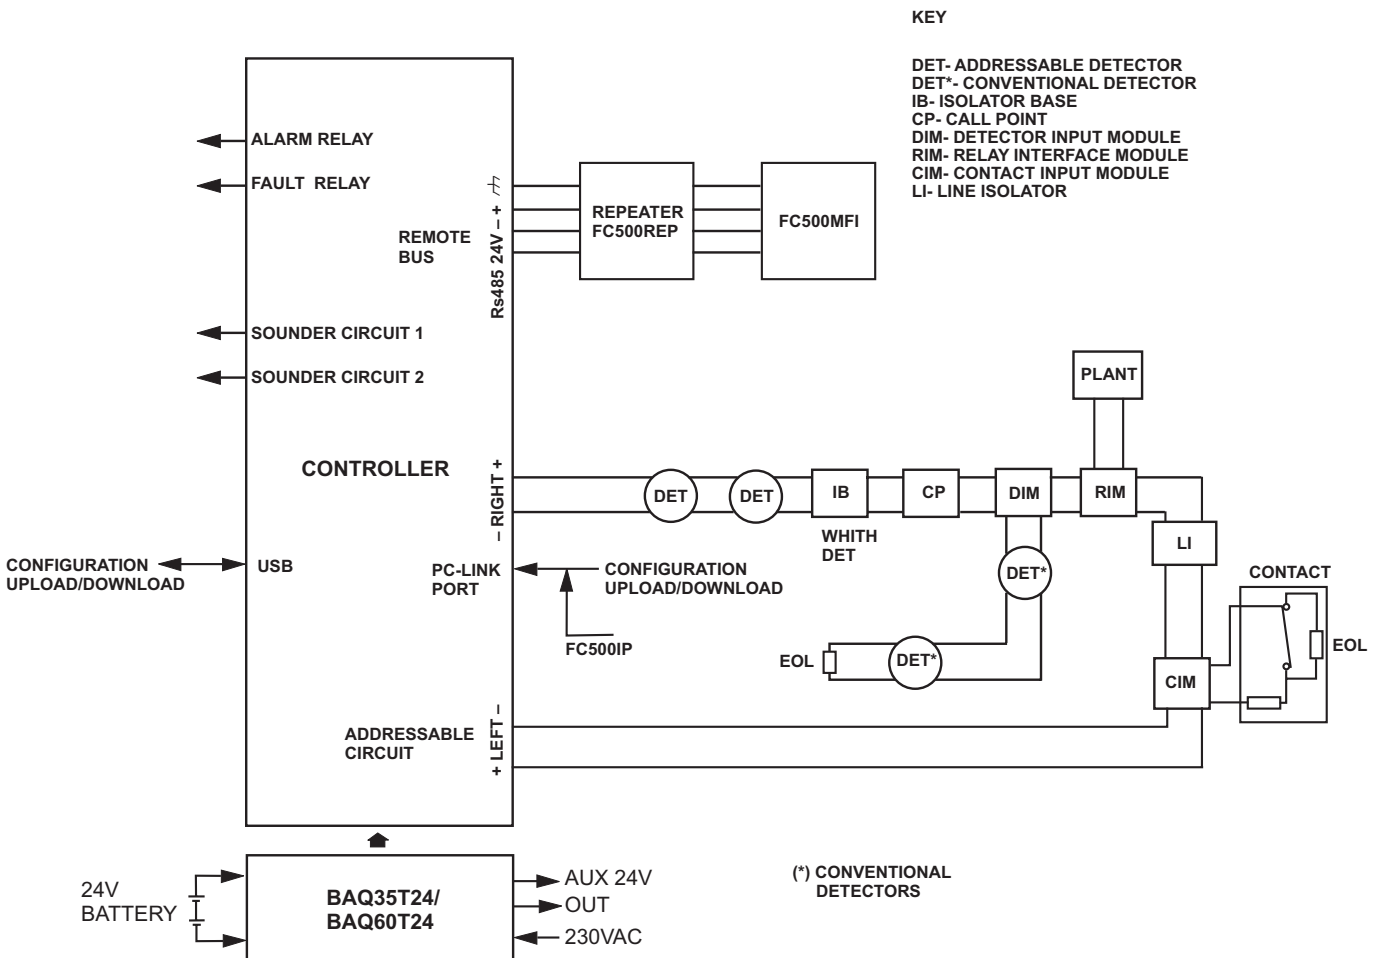 KEY
DET- ADDRESSABLE DETECTOR
DET*- CONVENTIONAL DETECTOR
IB- ISOLATOR BASE
CP- CALL POINT
DIM- DETECTOR INPUT MODULE
RIM- RELAY INTERFACE MODULE
CIM- CONTACT INPUT MODULE
LI- LINE ISOLATOR
ALARM RELAY
FAULT RELAY
REMOTE
BUS
Rs485 24V – +
REPEATER
FC500REP
FC500MFI
SOUNDER CIRCUIT 1
SOUNDER CIRCUIT 2
PLANT
CONTROLLER
– RIGHT +
DET
DET
IB
CP
DIM
RIM
WHITH
DET
LI
CONFIGURATION
UPLOAD/DOWNLOAD
USB
PC-LINK
PORT
CONFIGURATION
UPLOAD/DOWNLOAD
FC500IP
DET*
CONTACT
EOL
EOL
DET*
CIM
ADDRESSABLE
CIRCUIT
+ LEFT –
24V
BATTERY
BAQ35T24/
BAQ60T24
AUX 24V
OUT
230VAC
(*) CONVENTIONAL
DETECTORS